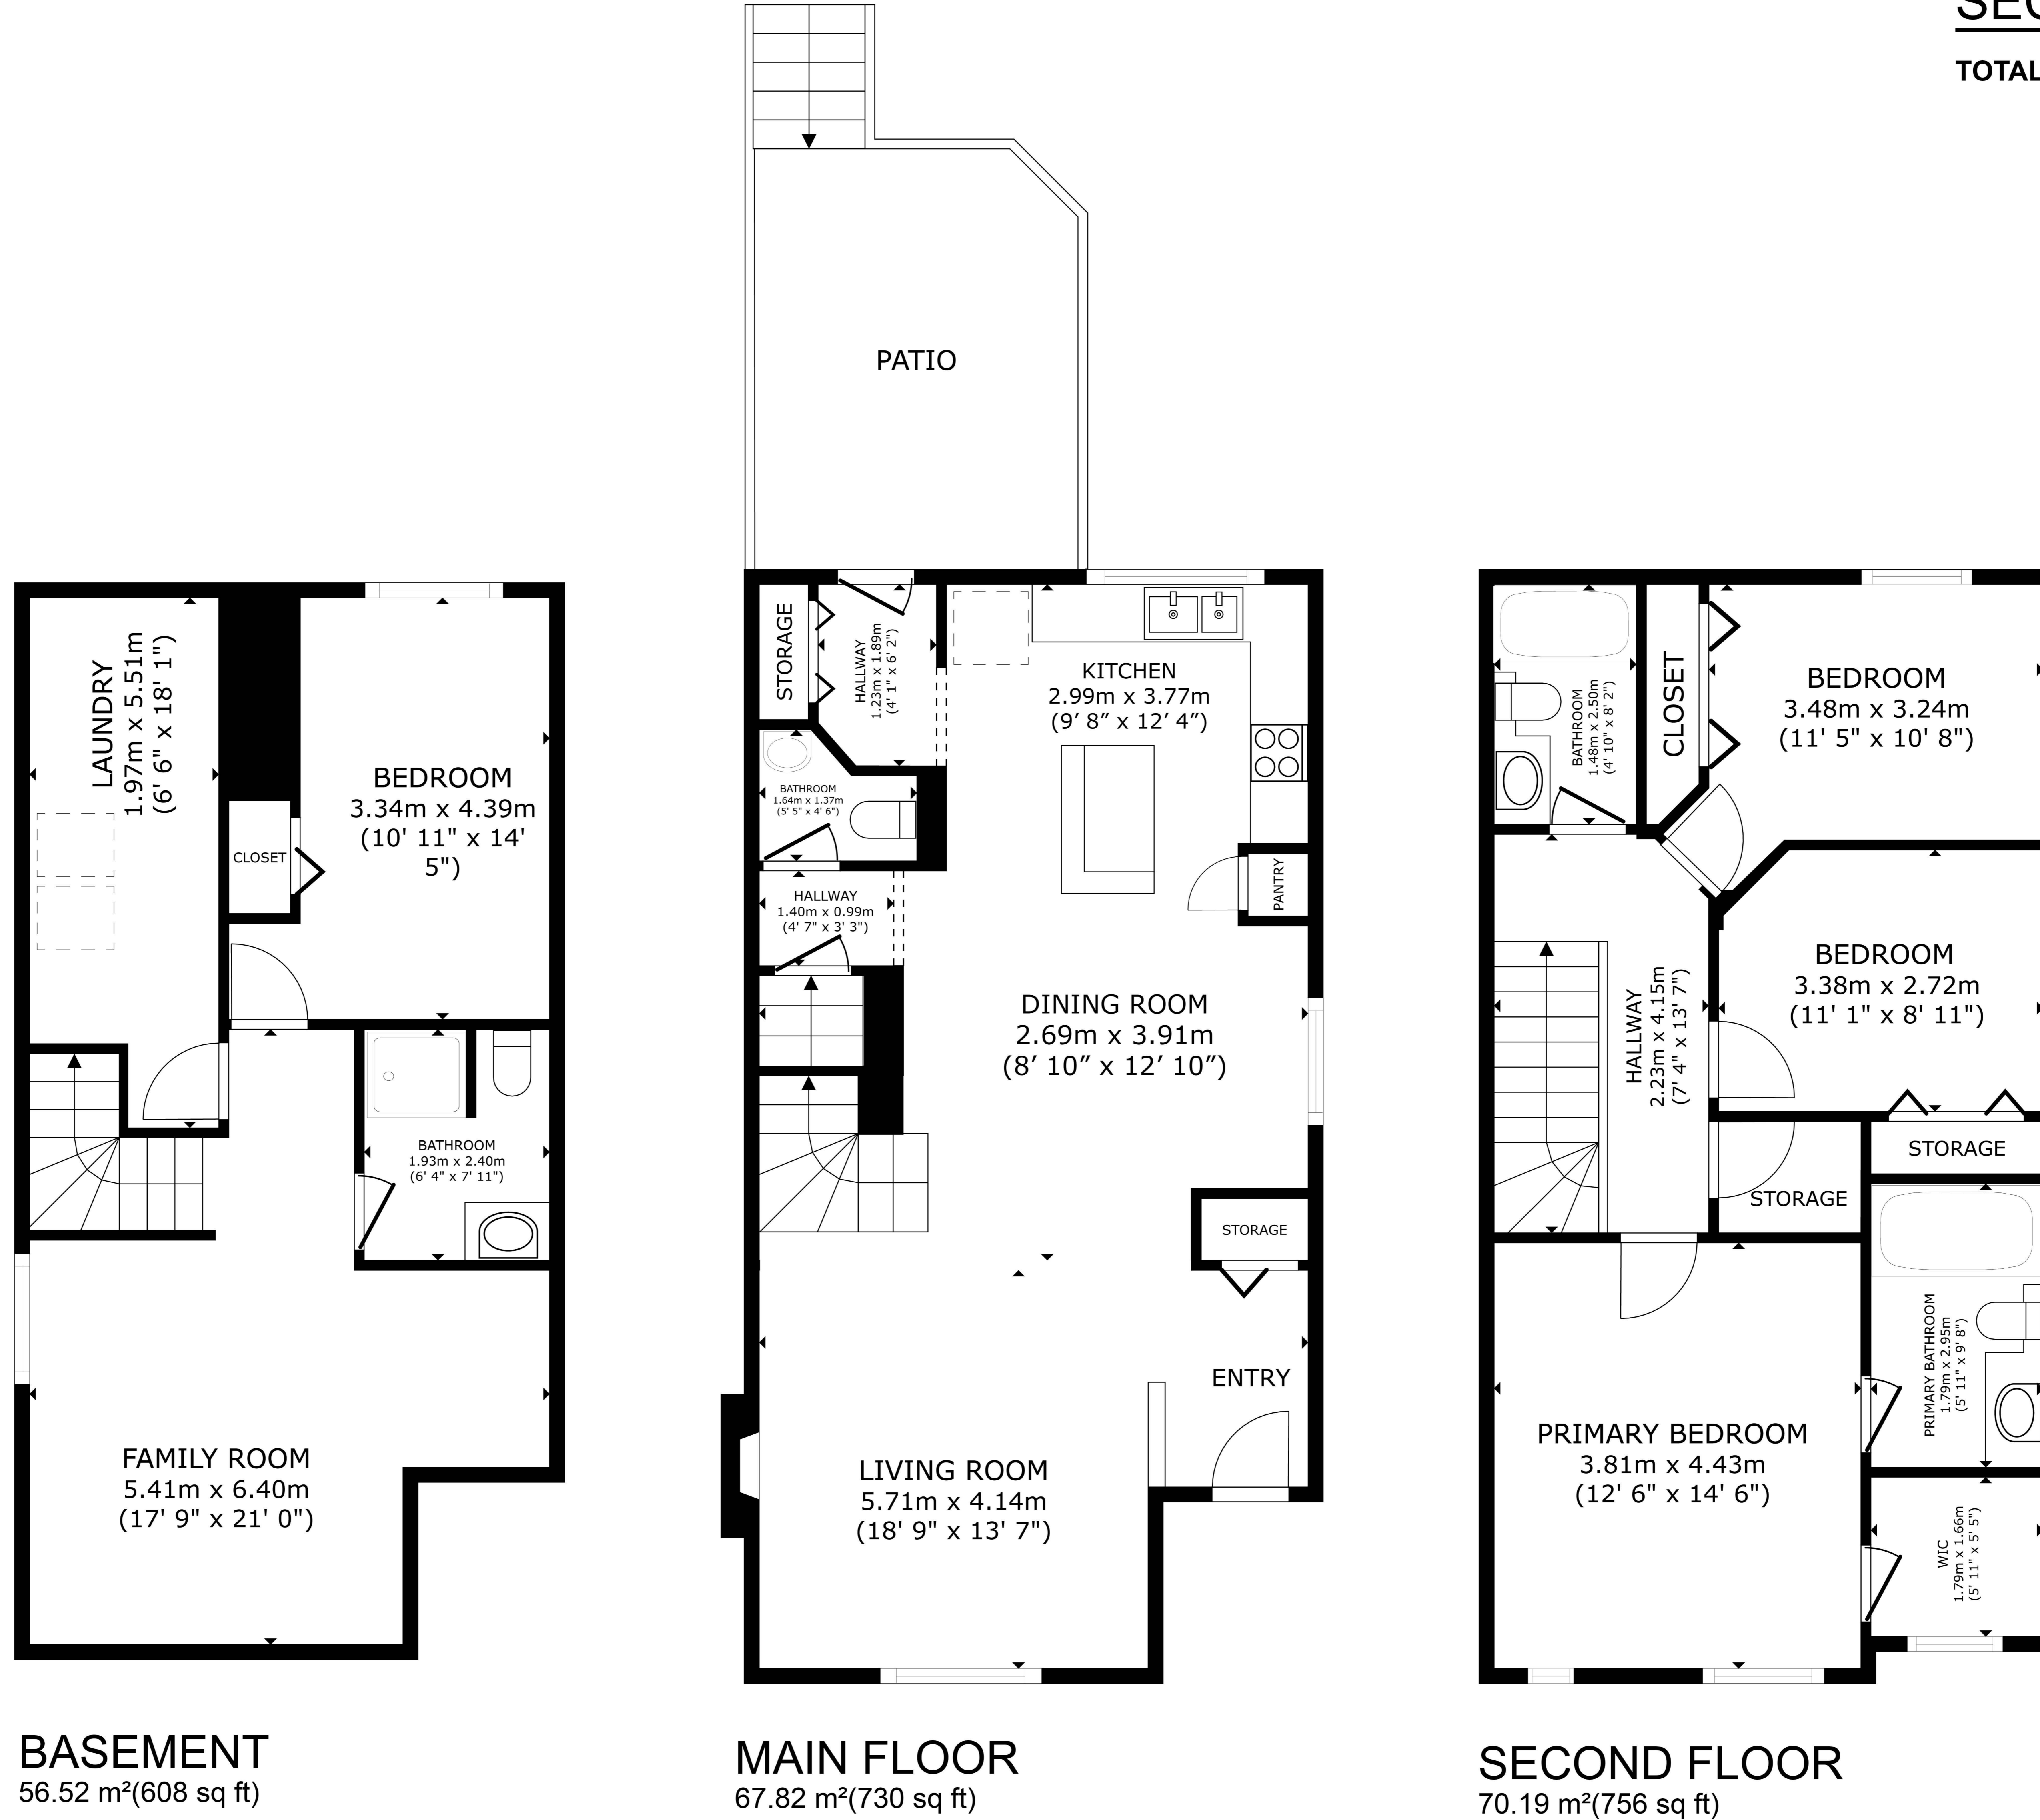 TOTAL
PATIO
LAUNDRY
1.97m x 5.51m
(6' 6" x 18' 1")
BEDROOM
3.34m x 4.39m
(10' 11" x 14'
5")
CLOSET
BATHROOM
1.93m x 2.40m
(6' 4" x 7' 11")
FAMILY ROOM
5.41m x 6.40m
(17' 9" x 21' 0")
BASEMENT
56.52 m²(608 sq ft)
STORAGE
HALLWAY
1.23m x 1.89m
(4' 1" x 6' 2")
KITCHEN
2.99m x 3.77m
(9′ 8″ x 12′ 4″)
BATHROOM
1.64m x 1.37m
(5' 5" x 4' 6")
PANTRY
HALLWAY
1.40m x 0.99m
(4' 7" x 3' 3")
DINING ROOM
2.69m x 3.91m
(8′ 10″ x 12′ 10″)
STORAGE
ENTRY
LIVING ROOM
5.71m x 4.14m
(18' 9" x 13' 7")
MAIN FLOOR
67.82 m²(730 sq ft)
BATHROOM
1.48m x 2.50m
(4' 10" x 8' 2")
CLOSET
BEDROOM
3.48m x 3.24m
(11' 5" x 10' 8")
BEDROOM
3.38m x 2.72m
(11' 1" x 8' 11")
HALLWAY
2.23m x 4.15m
(7' 4" x 13' 7")
STORAGE
STORAGE
PRIMARY BATHROOM
1.79m x 2.95m
(5' 11" x 9' 8")
PRIMARY BEDROOM
3.81m x 4.43m
(12' 6" x 14' 6")
WIC
1.79m x 1.66m
(5' 11" x 5' 5")
SECOND FLOOR
70.19 m²(756 sq ft)